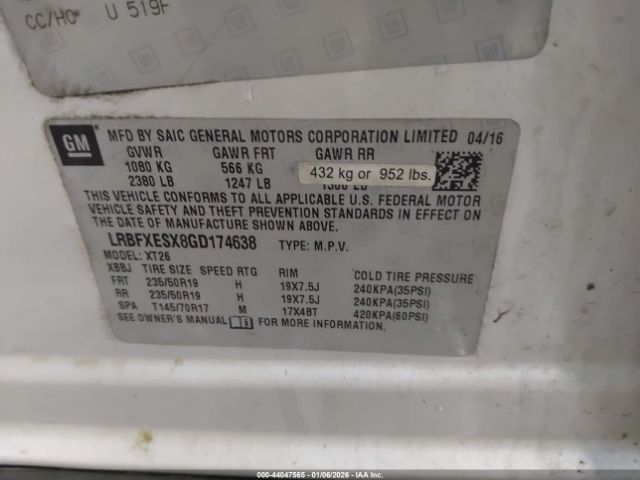 CC/HC U 519F
GM
MFD BY SAIC GENERAL MOTORS CORPORATION LIMITED 04/16
GVWR GAWR FRT GAWR RR
1080 KG 566 KG
432 kg or 952 lbs.
2380 LB 1247 LB
THIS VEHICLE CONFORMS TO ALL APPLICABLE U.S. FEDERAL MOTOR
VEHICLE SAFETY AND THEFT PREVENTION STANDARDS IN EFFECT ON
THE DATE OF MANUFACTURE SHOWN ABOVE.
LRBFXESX8GD174638 TYPE: M.P.V.
MODEL: XT26
XBBJ TIRE SIZE SPEED RTG RIM COLD TIRE PRESSURE
FRT 235/50R19 H 19X7.5J 240KPA(35PSI)
RR 235/50R19 H 19X7.5J 240KPA(35PSI)
SPA T145/70R17 M 17X4BT 420KPA(60PSI)
SEE OWNER'S MANUAL FOR MORE INFORMATION.
000-44047565 | 01/06/2026 - IAA Inc.